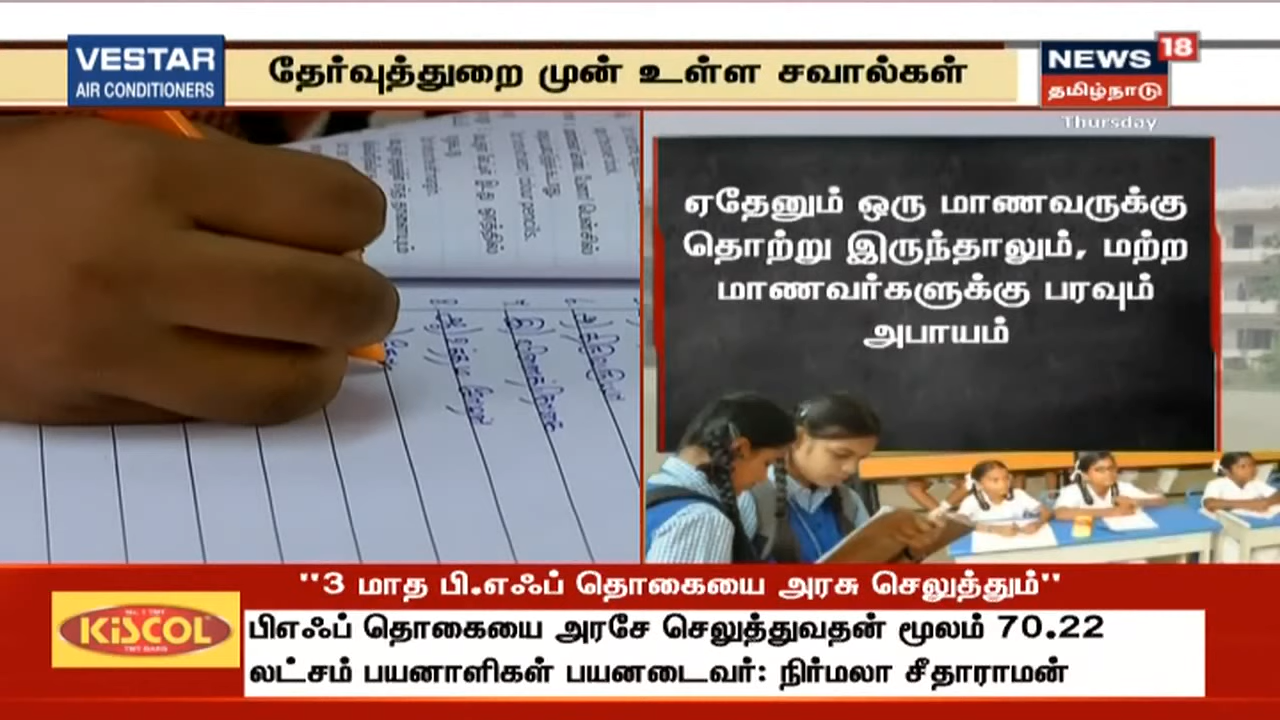 VESTAR
AIR CONDITIONERS
தேர்வுத்துறை முன் உள்ள சவால்கள்
NEWS 18
தமிழ்நாடு
Thursday
ஏதேனும் ஒரு மாணவருக்கு
தொற்று இருந்தாலும், மற்ற
மாணவர்களுக்கு பரவும்
அபாயம்
"3 மாத பி.எஃப் தொகையை அரசு செலுத்தும்"
KiSCOL
TMT BARS
பிஎஃப் தொகையை அரசே செலுத்துவதன் மூலம் 70.22
லட்சம் பயனாளிகள் பயனடைவர்: நிர்மலா சீதாராமன்